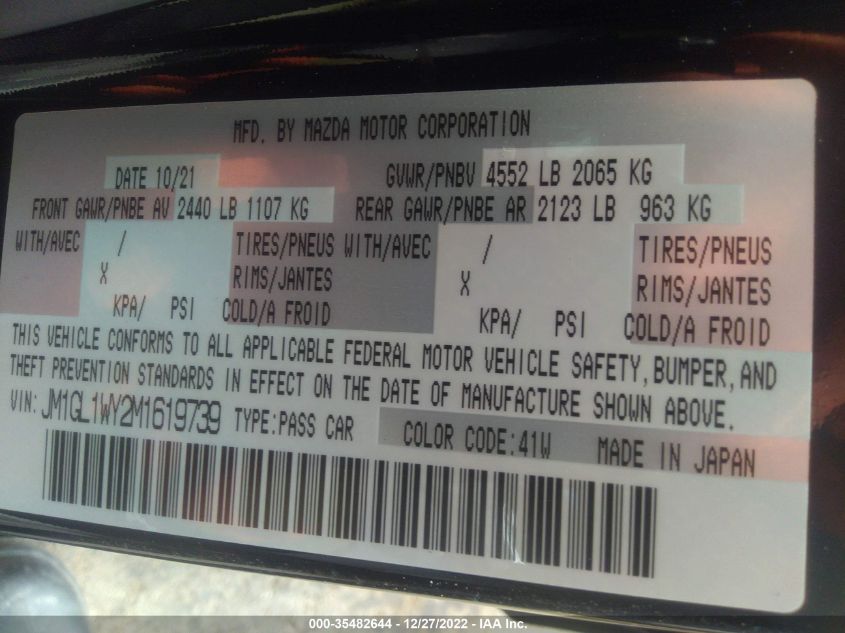 MFD. BY MAZDA MOTOR CORPORATION
DATE 10/21 GVWR/PNBV 4552 LB 2065 KG
FRONT GAWR/PNBE AV 2440 LB 1107 KG REAR GAWR/PNBE AR 2123 LB 963 KG
WITH/AVEC / TIRES/PNEUS WITH/AVEC / TIRES/PNEUS
X RIMS/JANTES X RIMS/JANTES
KPA/ PSI COLD/A FROID KPA/ PSI COLD/A FROID
THIS VEHICLE CONFORMS TO ALL APPLICABLE FEDERAL MOTOR VEHICLE SAFETY, BUMPER, AND
THEFT PREVENTION STANDARDS IN EFFECT ON THE DATE OF MANUFACTURE SHOWN ABOVE.
VIN: JM1GL1WY2M1619739 TYPE:PASS CAR COLOR CODE:41W MADE IN JAPAN
000-35482644 - 12/27/2022 - IAA Inc.